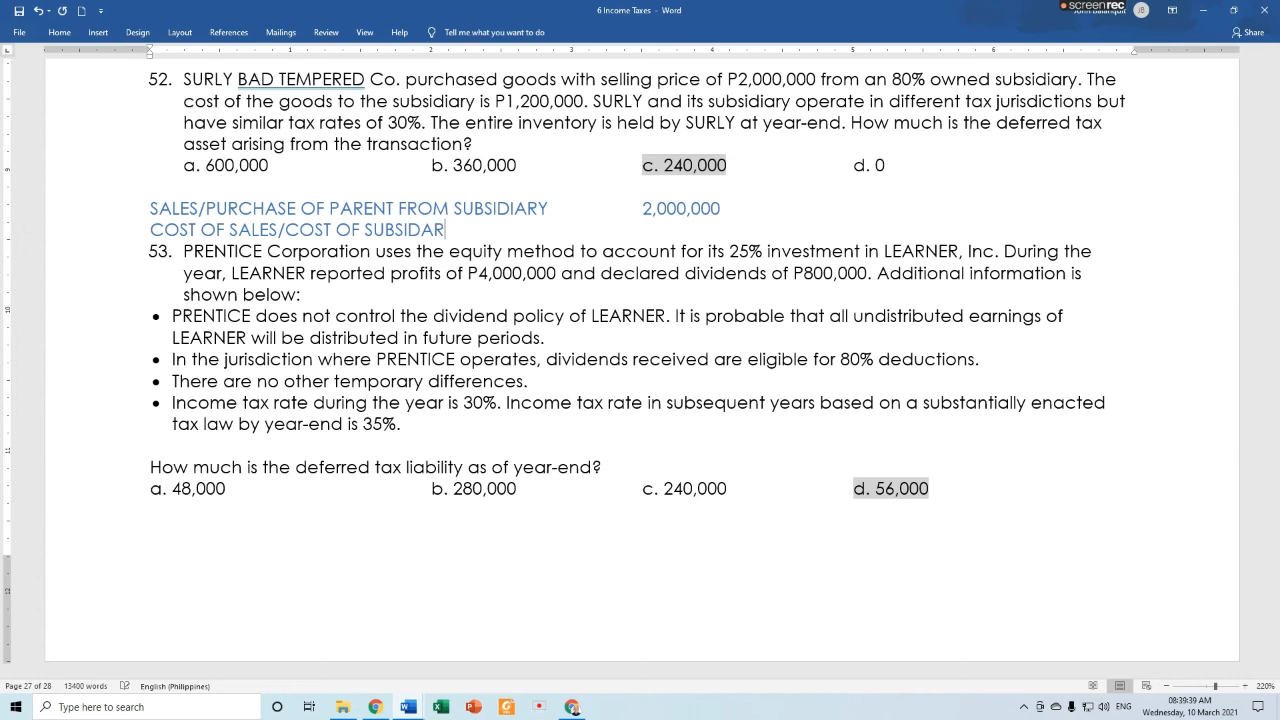 6 Income Taxes - Word
screenrec
JB
File Home Insert Design Layout References Mailings Review View Help Tell me what you want to do Share
52. SURLY BAD TEMPERED Co. purchased goods with selling price of P2,000,000 from an 80% owned subsidiary. The
cost of the goods to the subsidiary is P1,200,000. SURLY and its subsidiary operate in different tax jurisdictions but
have similar tax rates of 30%. The entire inventory is held by SURLY at year-end. How much is the deferred tax
asset arising from the transaction?
a. 600,000 b. 360,000 c. 240,000 d. 0
SALES/PURCHASE OF PARENT FROM SUBSIDIARY 2,000,000
COST OF SALES/COST OF SUBSIDAR
53. PRENTICE Corporation uses the equity method to account for its 25% investment in LEARNER, Inc. During the
year, LEARNER reported profits of P4,000,000 and declared dividends of P800,000. Additional information is
shown below:
• PRENTICE does not control the dividend policy of LEARNER. It is probable that all undistributed earnings of
LEARNER will be distributed in future periods.
• In the jurisdiction where PRENTICE operates, dividends received are eligible for 80% deductions.
• There are no other temporary differences.
• Income tax rate during the year is 30%. Income tax rate in subsequent years based on a substantially enacted
tax law by year-end is 35%.
How much is the deferred tax liability as of year-end?
a. 48,000 b. 280,000 c. 240,000 d. 56,000
Page 27 of 28 13400 words English (Philippines) 220%
Type here to search
ENG
08:39:39 AM
Wednesday, 10 March 2021